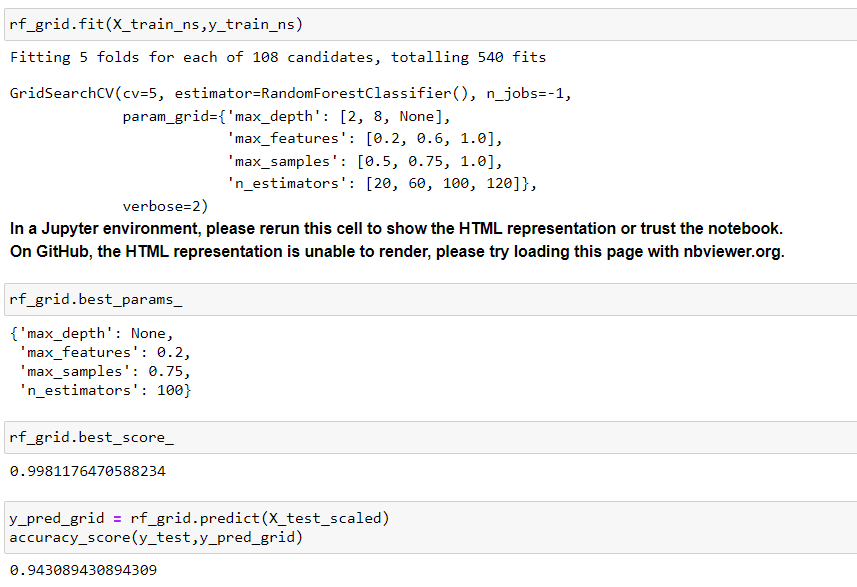 rf_grid.fit(X_train_ns,y_train_ns)
Fitting 5 folds for each of 108 candidates, totalling 540 fits
GridSearchCV(cv=5, estimator=RandomForestClassifier(), n_jobs=-1,
             param_grid={'max_depth': [2, 8, None],
                         'max_features': [0.2, 0.6, 1.0],
                         'max_samples': [0.5, 0.75, 1.0],
                         'n_estimators': [20, 60, 100, 120]},
             verbose=2)
In a Jupyter environment, please rerun this cell to show the HTML representation or trust the notebook.
On GitHub, the HTML representation is unable to render, please try loading this page with nbviewer.org.
rf_grid.best_params_
{'max_depth': None,
 'max_features': 0.2,
 'max_samples': 0.75,
 'n_estimators': 100}
rf_grid.best_score_
0.9981176470588234
y_pred_grid = rf_grid.predict(X_test_scaled)
accuracy_score(y_test,y_pred_grid)
0.943089430894309